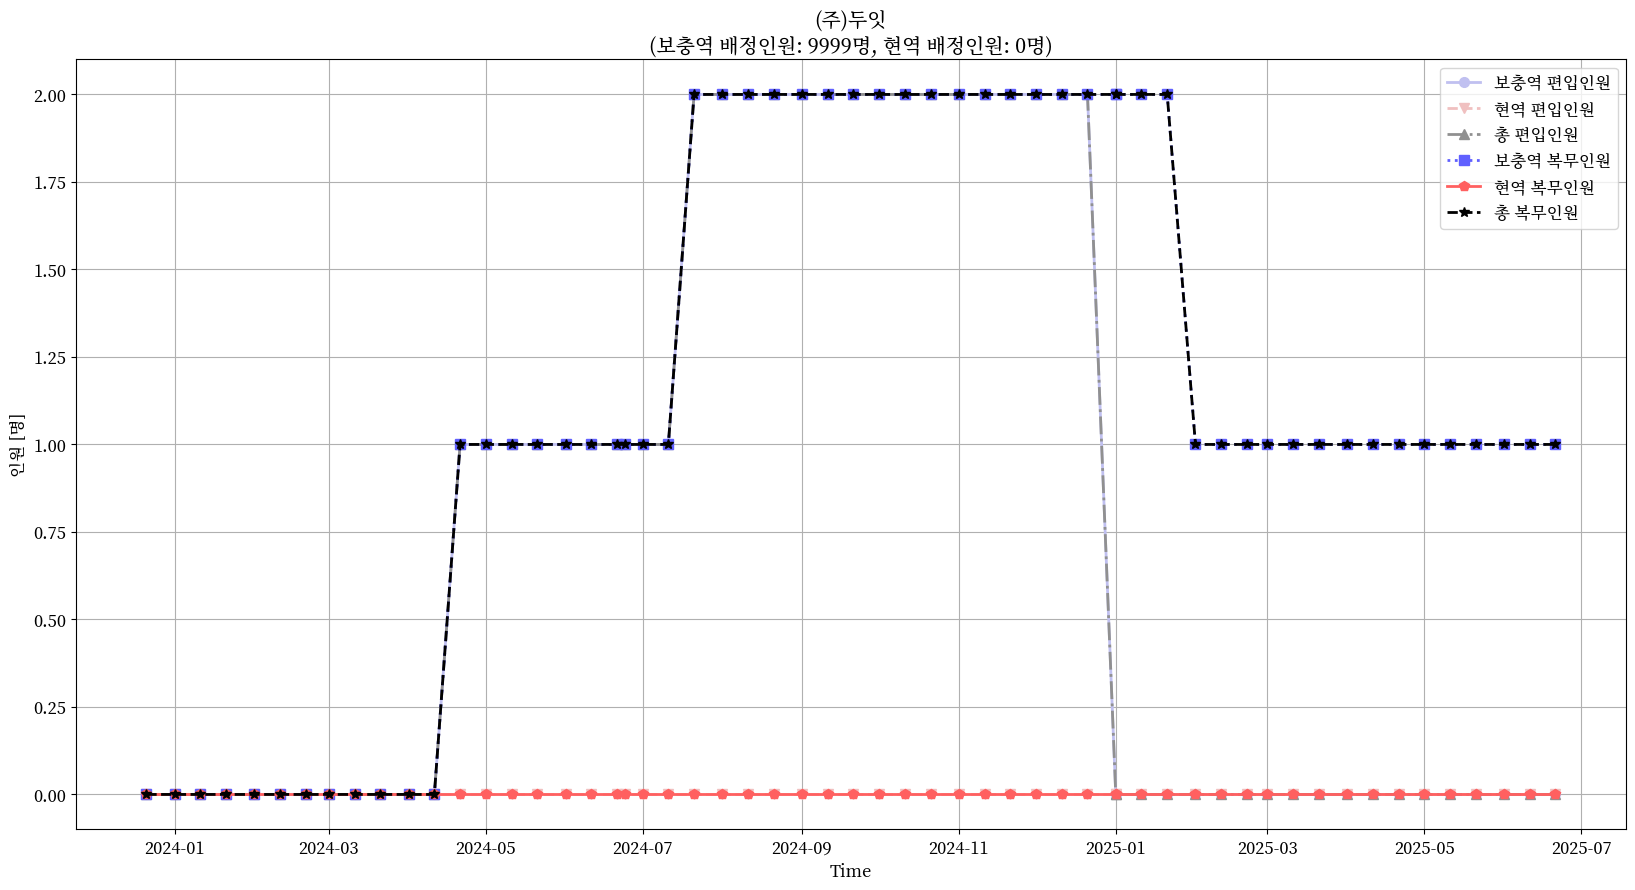 (주)두잇
(보충역 배정인원: 9999명, 현역 배정인원: 0명)
보충역 편입인원
현역 편입인원
총 편입인원
보충역 복무인원
현역 복무인원
총 복무인원
인원 [명]
2.00
1.75
1.50
1.25
1.00
0.75
0.50
0.25
0.00
2024-01 2024-03 2024-05 2024-07 2024-09 2024-11 2025-01 2025-03 2025-05 2025-07
Time